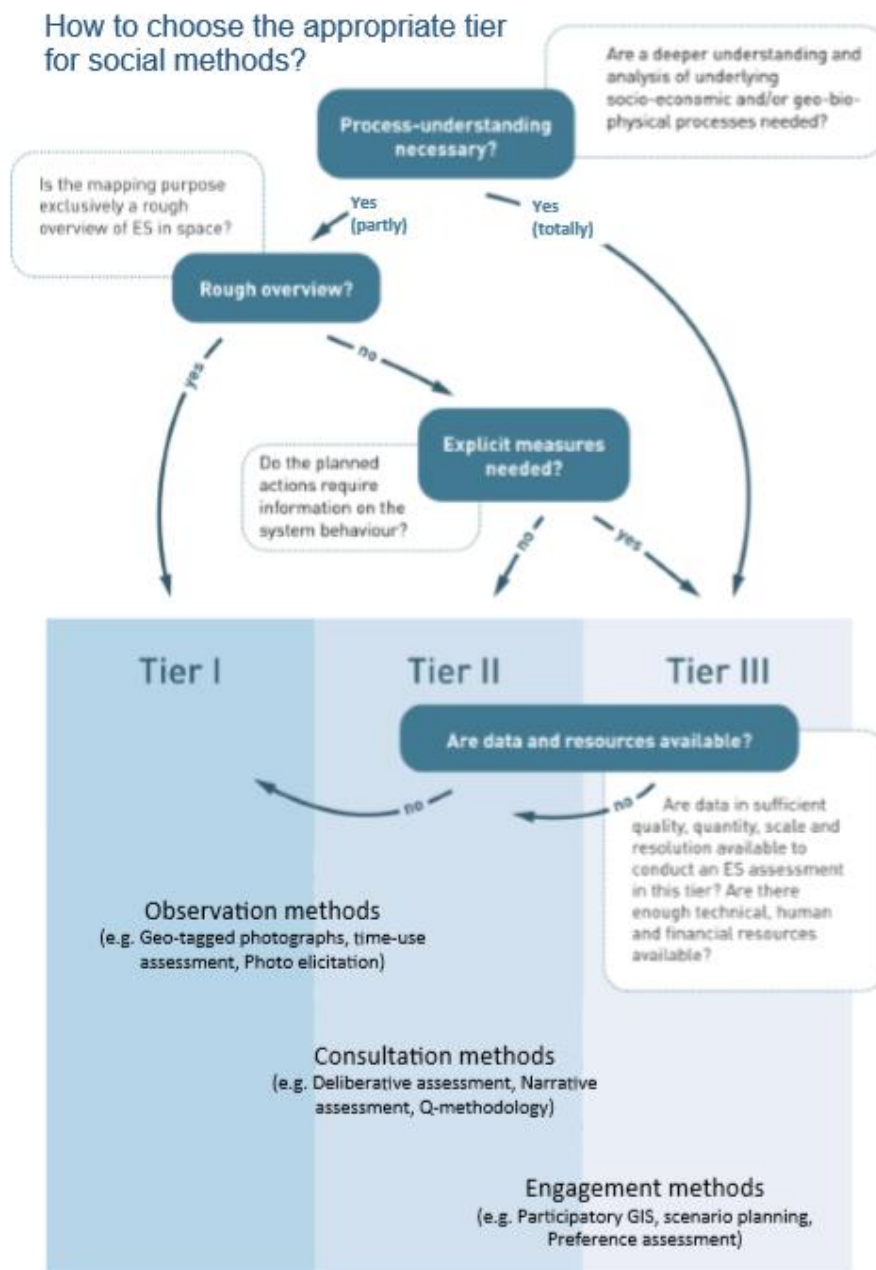 How to choose the appropriate tier
for social methods?
Are a deeper understanding and
analysis of underlying
socio-economic and/or geo-bio-
physical processes needed?
Process-understanding
necessary?
Is the mapping purpose
exclusively a rough
overview of ES in space?
Yes
(partly)
Yes
(totally)
Rough overview?
yes
no
Explicit measures
needed?
Do the planned
actions require
information on the
system behaviour?
no
yes
Tier I
Tier II
Tier III
Are data and resources available?
no
no
Are data in sufficient
quality, quantity, scale and
resolution available to
conduct an ES assessment
in this tier? Are there
enough technical, human
and financial resources
available?
Observation methods
(e.g. Geo-tagged photographs, time-use
assessment, Photo elicitation)
Consultation methods
(e.g. Deliberative assessment, Narrative
assessment, Q-methodology)
Engagement methods
(e.g. Participatory GIS, scenario planning,
Preference assessment)